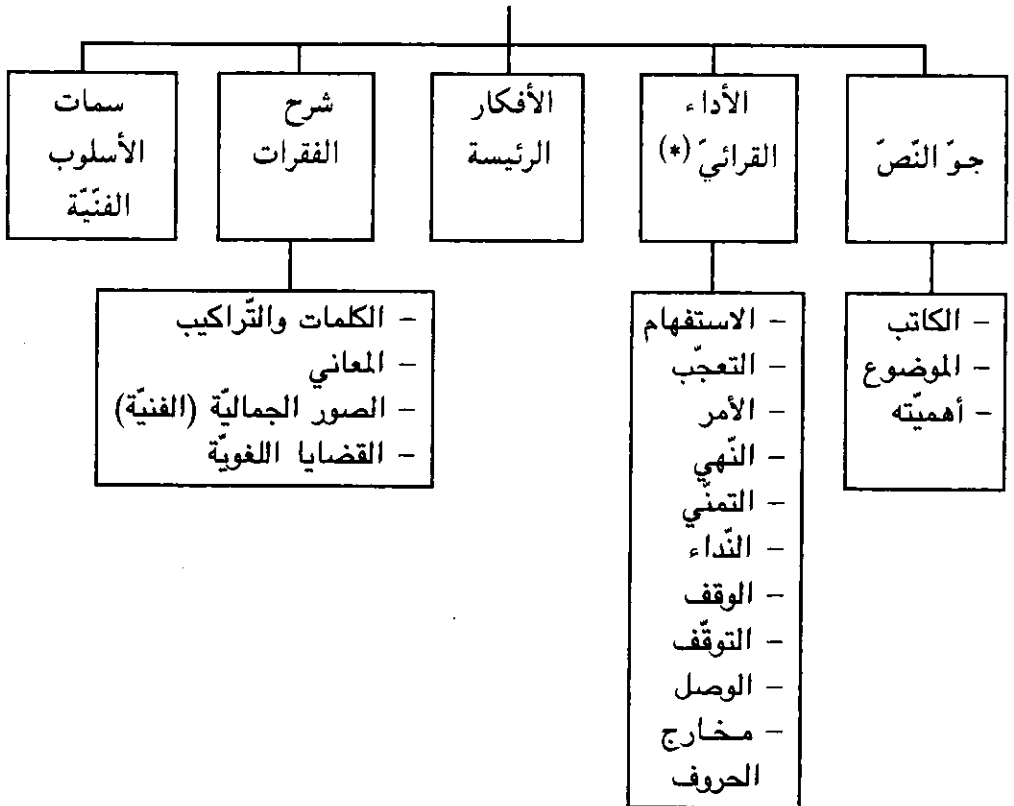 جوّ النّصّ
الأداء
القرائيّ (*)
الأفكار
الرئيسة
شرح
الفقرات
سمات
الأسلوب
الفنّيّة
– الكاتب
– الموضوع
– أهميّته
– الاستفهام
– التعجّب
– الأمر
– النّهي
– التمنّي
– النّداء
– الوقف
– التوقّف
– الوصل
– مخارج
الحروف
– الكلمات والتّراكيب
– المعاني
– الصور الجماليّة (الفنيّة)
– القضايا اللغويّة